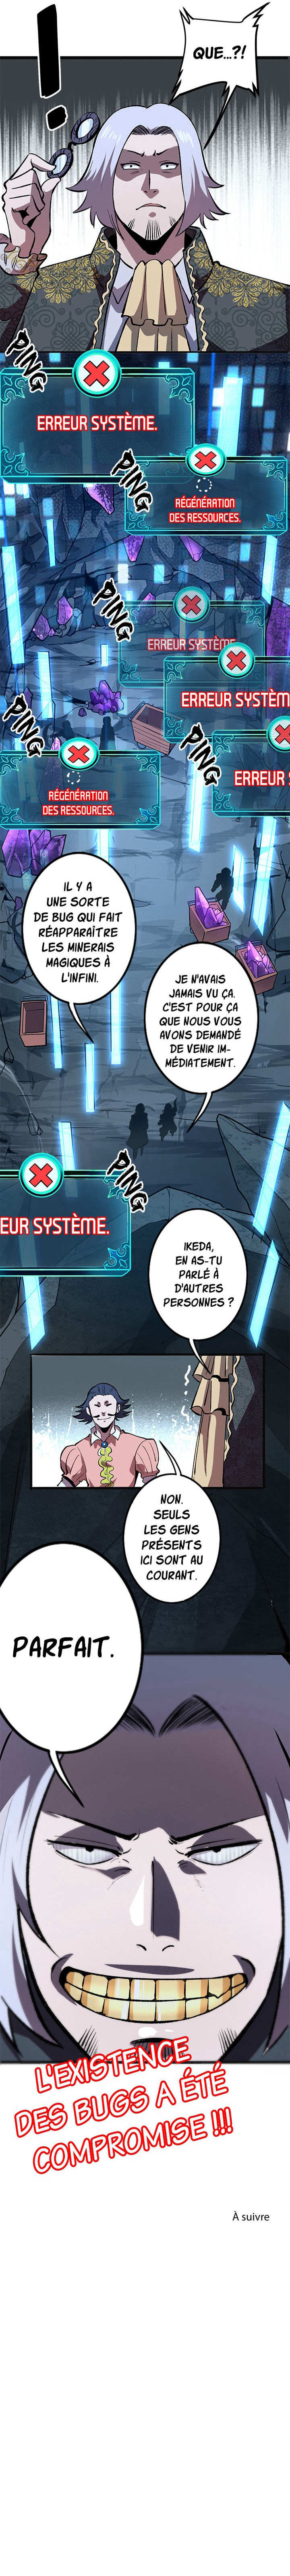 QUE...?!
PING
ERREUR SYSTÈME.
PING
RÉGÉNÉRATION
DES RESSOURCES.
PING
ERREUR SYSTÈME
ERREUR SYSTÈM
PING
PING
ERREUR S
RÉGÉNÉRATION
DES RESSOURCES.
IL Y A
UNE SORTE
DE BUG QUI FAIT
RÉAPPARAÎTRE
LES MINERAIS
MAGIQUES À
L'INFINI.
JE N'AVAIS
JAMAIS VU ÇA.
C'EST POUR ÇA
QUE NOUS VOUS
AVONS DEMANDÉ
DE VENIR IM-
MÉDIATEMENT.
PING
EUR SYSTÈME.
IKEDA,
EN AS-TU
PARLÉ À
D'AUTRES
PERSONNES ?
NON.
SEULS
LES GENS
PRÉSENTS
ICI SONT AU
COURANT.
PARFAIT.
L'EXISTENCE
DES BUGS A ÉTÉ
COMPROMISE !!!
À suivre